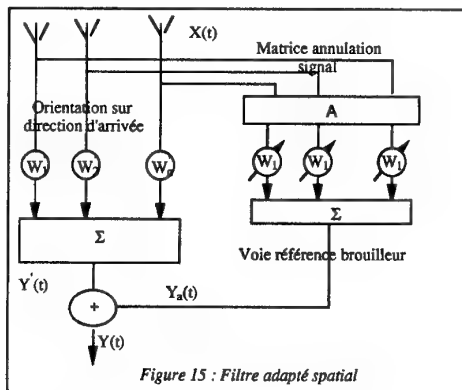 X(t)
Matrice annulation
signal
Orientation sur
direction d'arrivée
A
W1 W2 Wn
W1 W1 W1
Σ
Σ
Voie référence brouilleur
Y'(t)
Ya(t)
+
Y(t)
Figure 15 : Filtre adapté spatial